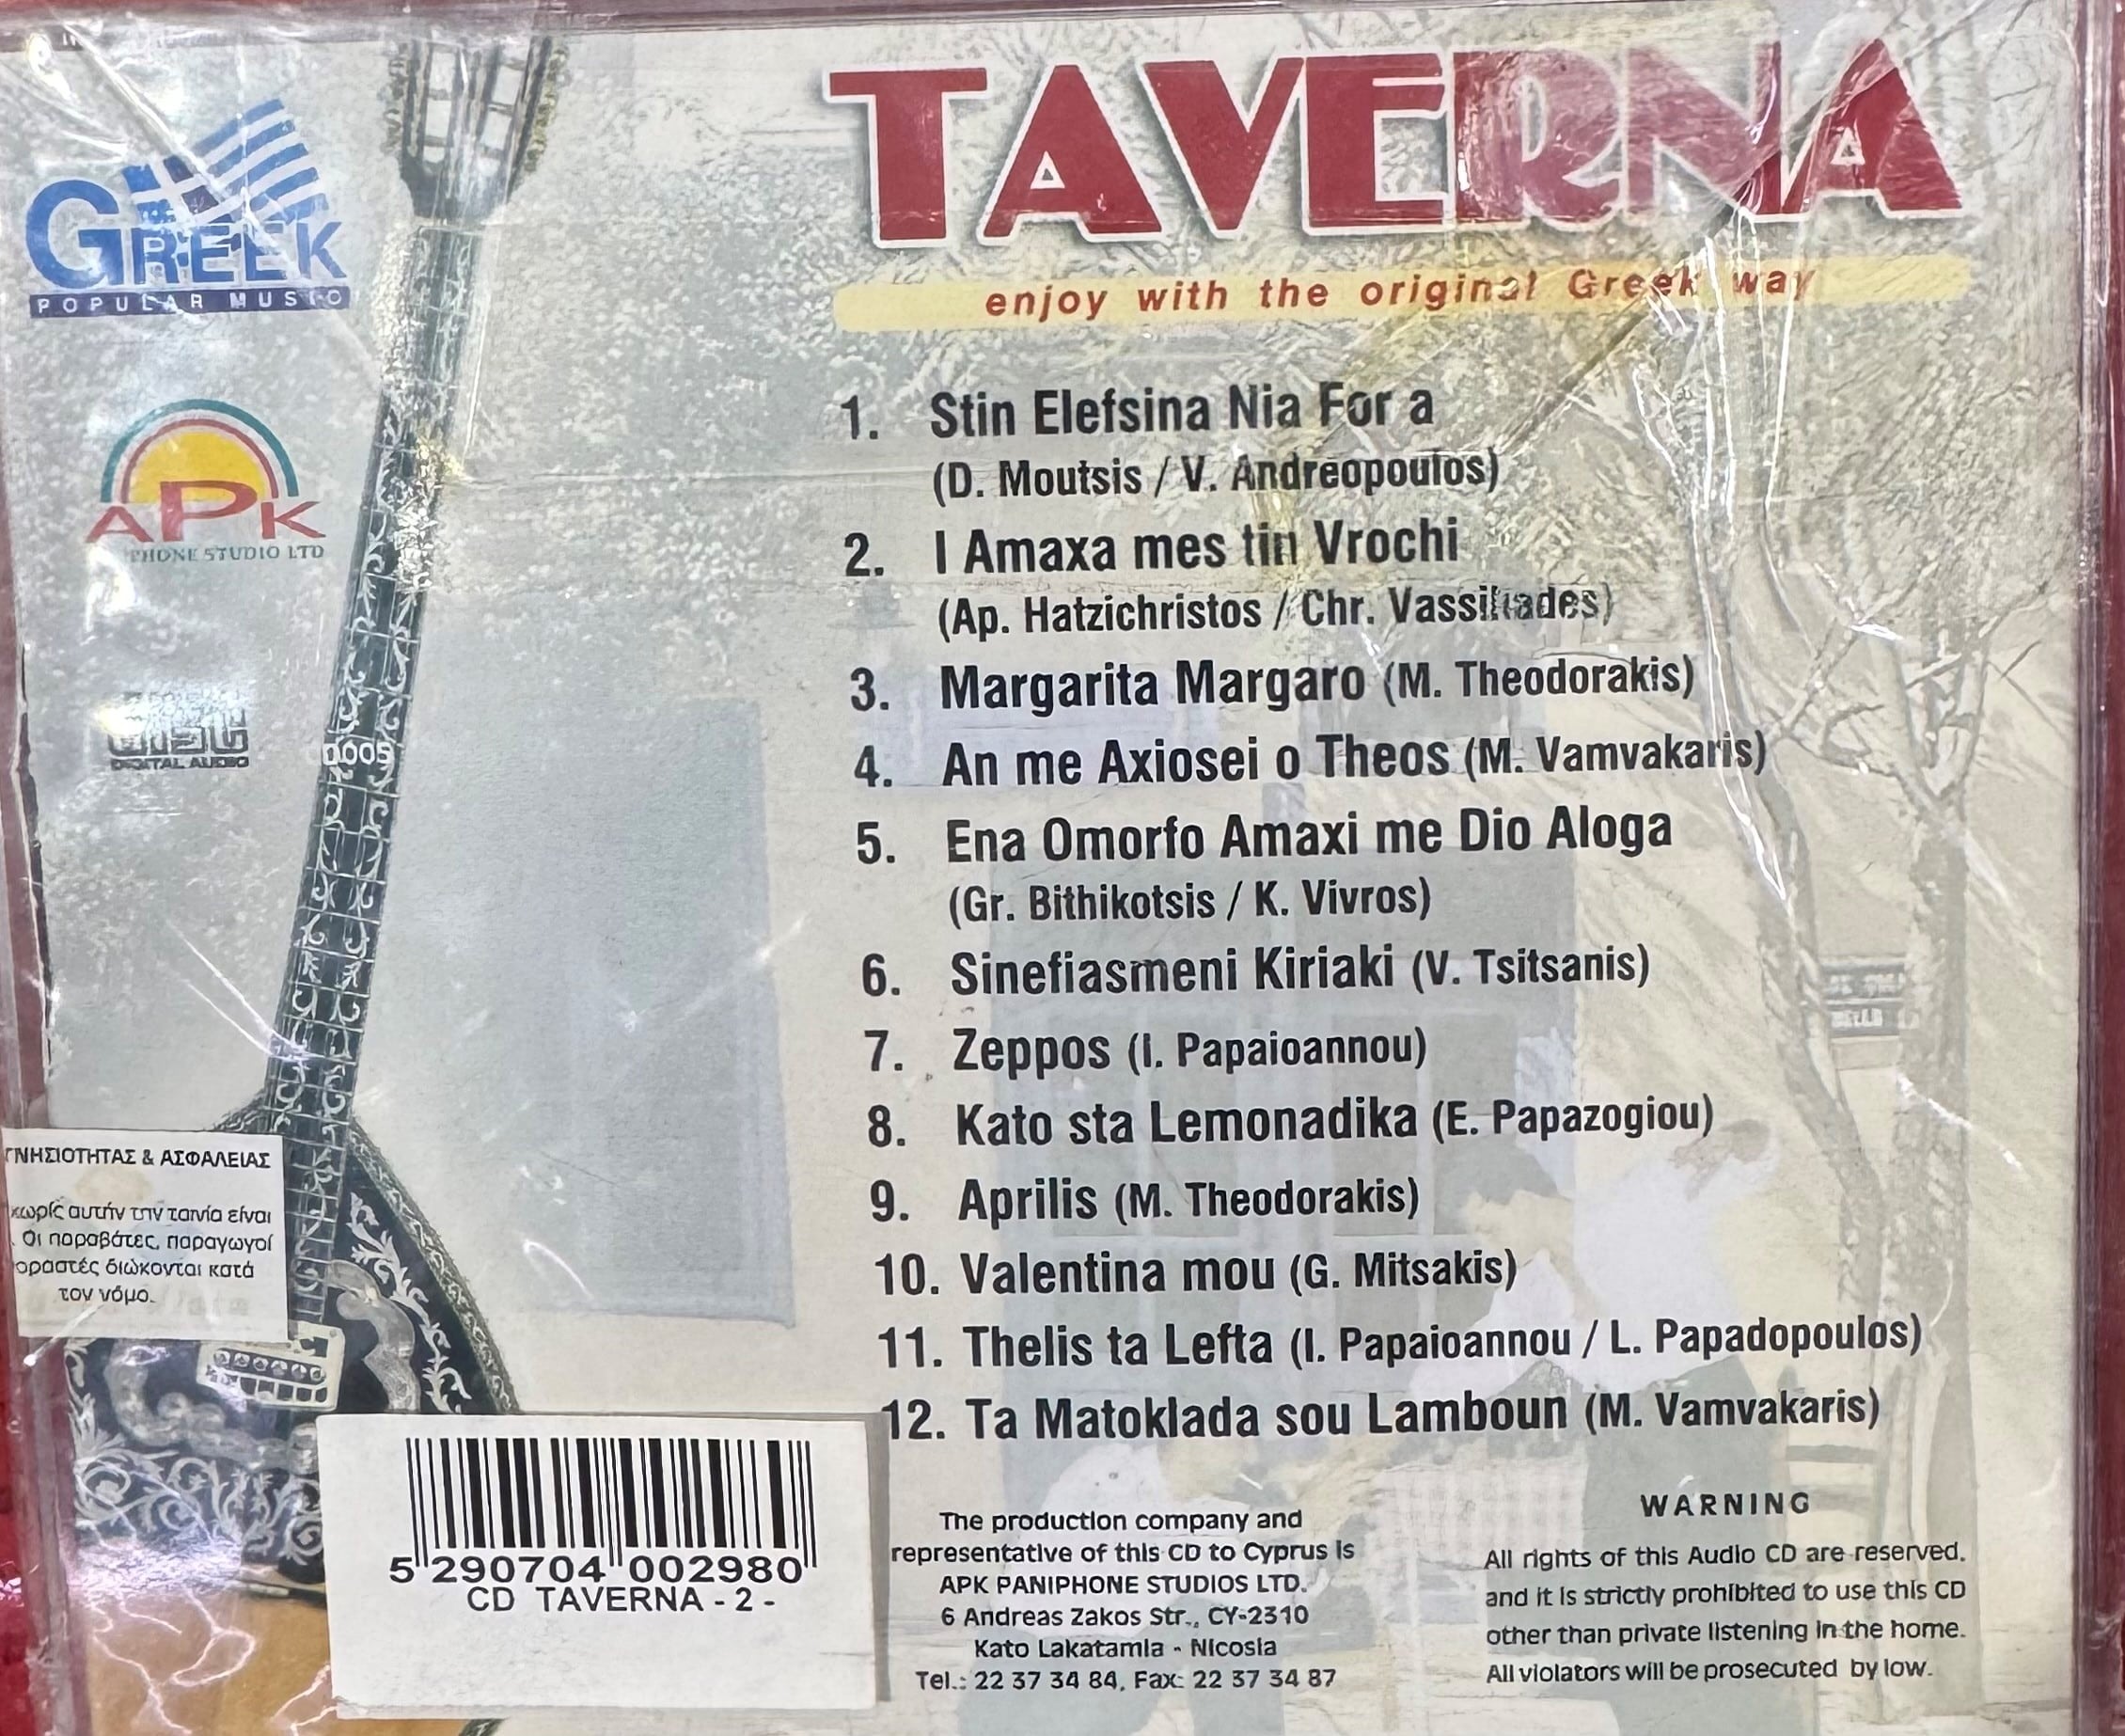 TAVERNA
enjoy with the original Greek way
GREEK
POPULAR MUSIC
APK
PHONE STUDIO LTD
DIGITAL AUDIO
1. Stin Elefsina Nia For a
(D. Moutsis / V. Andreopoulos)
2. I Amaxa mes tin Vrochi
(Ap. Hatzichristos / Chr. Vassiliades)
3. Margarita Margaro (M. Theodorakis)
4. An me Axiosei o Theos (M. Vamvakaris)
5. Ena Omorfo Amaxi me Dio Aloga
(Gr. Bithikotsis / K. Vivros)
6. Sinefiasmeni Kiriaki (V. Tsitsanis)
7. Zeppos (I. Papaioannou)
8. Kato sta Lemonadika (E. Papazogiou)
9. Aprilis (M. Theodorakis)
10. Valentina mou (G. Mitsakis)
11. Thelis ta Lefta (I. Papaioannou / L. Papadopoulos)
12. Ta Matoklada sou Lamboun (M. Vamvakaris)
ΓΝΗΣΙΟΤΗΤΑΣ & ΑΣΦΑΛΕΙΑΣ
χωρίς αυτήν την ταινία είναι
. Οι παραβάτες, παραγωγοί
οραστές διώκονται κατά
τον νόμο.
5 290704 002980
CD TAVERNA - 2 -
The production company and
representative of this CD to Cyprus is
APK PANIPHONE STUDIOS LTD.
6 Andreas Zakos Str., CY-2310
Kato Lakatamia - Nicosia
Tel.: 22 37 34 84, Fax: 22 37 34 87
WARNING
All rights of this Audio CD are reserved.
and it is strictly prohibited to use this CD
other than private listening in the home.
All violators will be prosecuted by low.